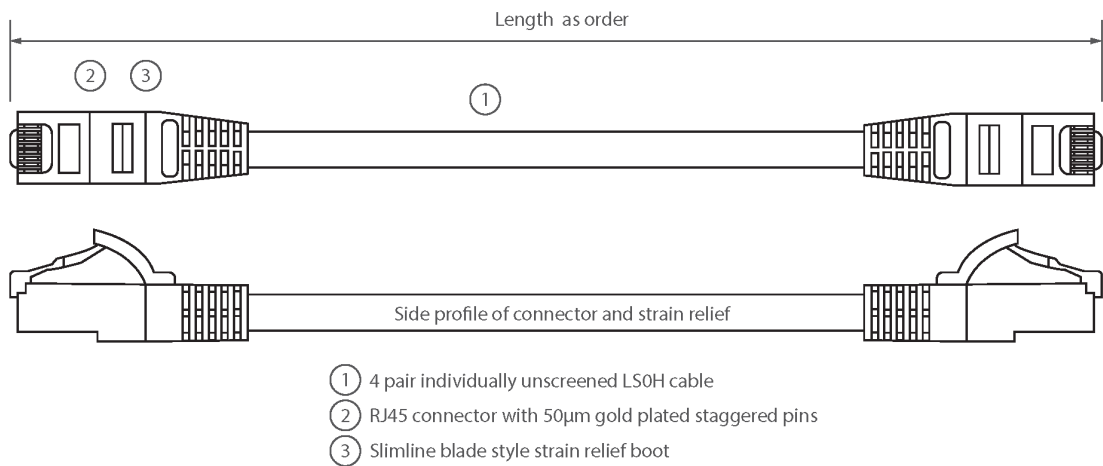 Length as order
2 3
1
Side profile of connector and strain relief
1 4 pair individually unscreened LS0H cable
2 RJ45 connector with 50µm gold plated staggered pins
3 Slimline blade style strain relief boot